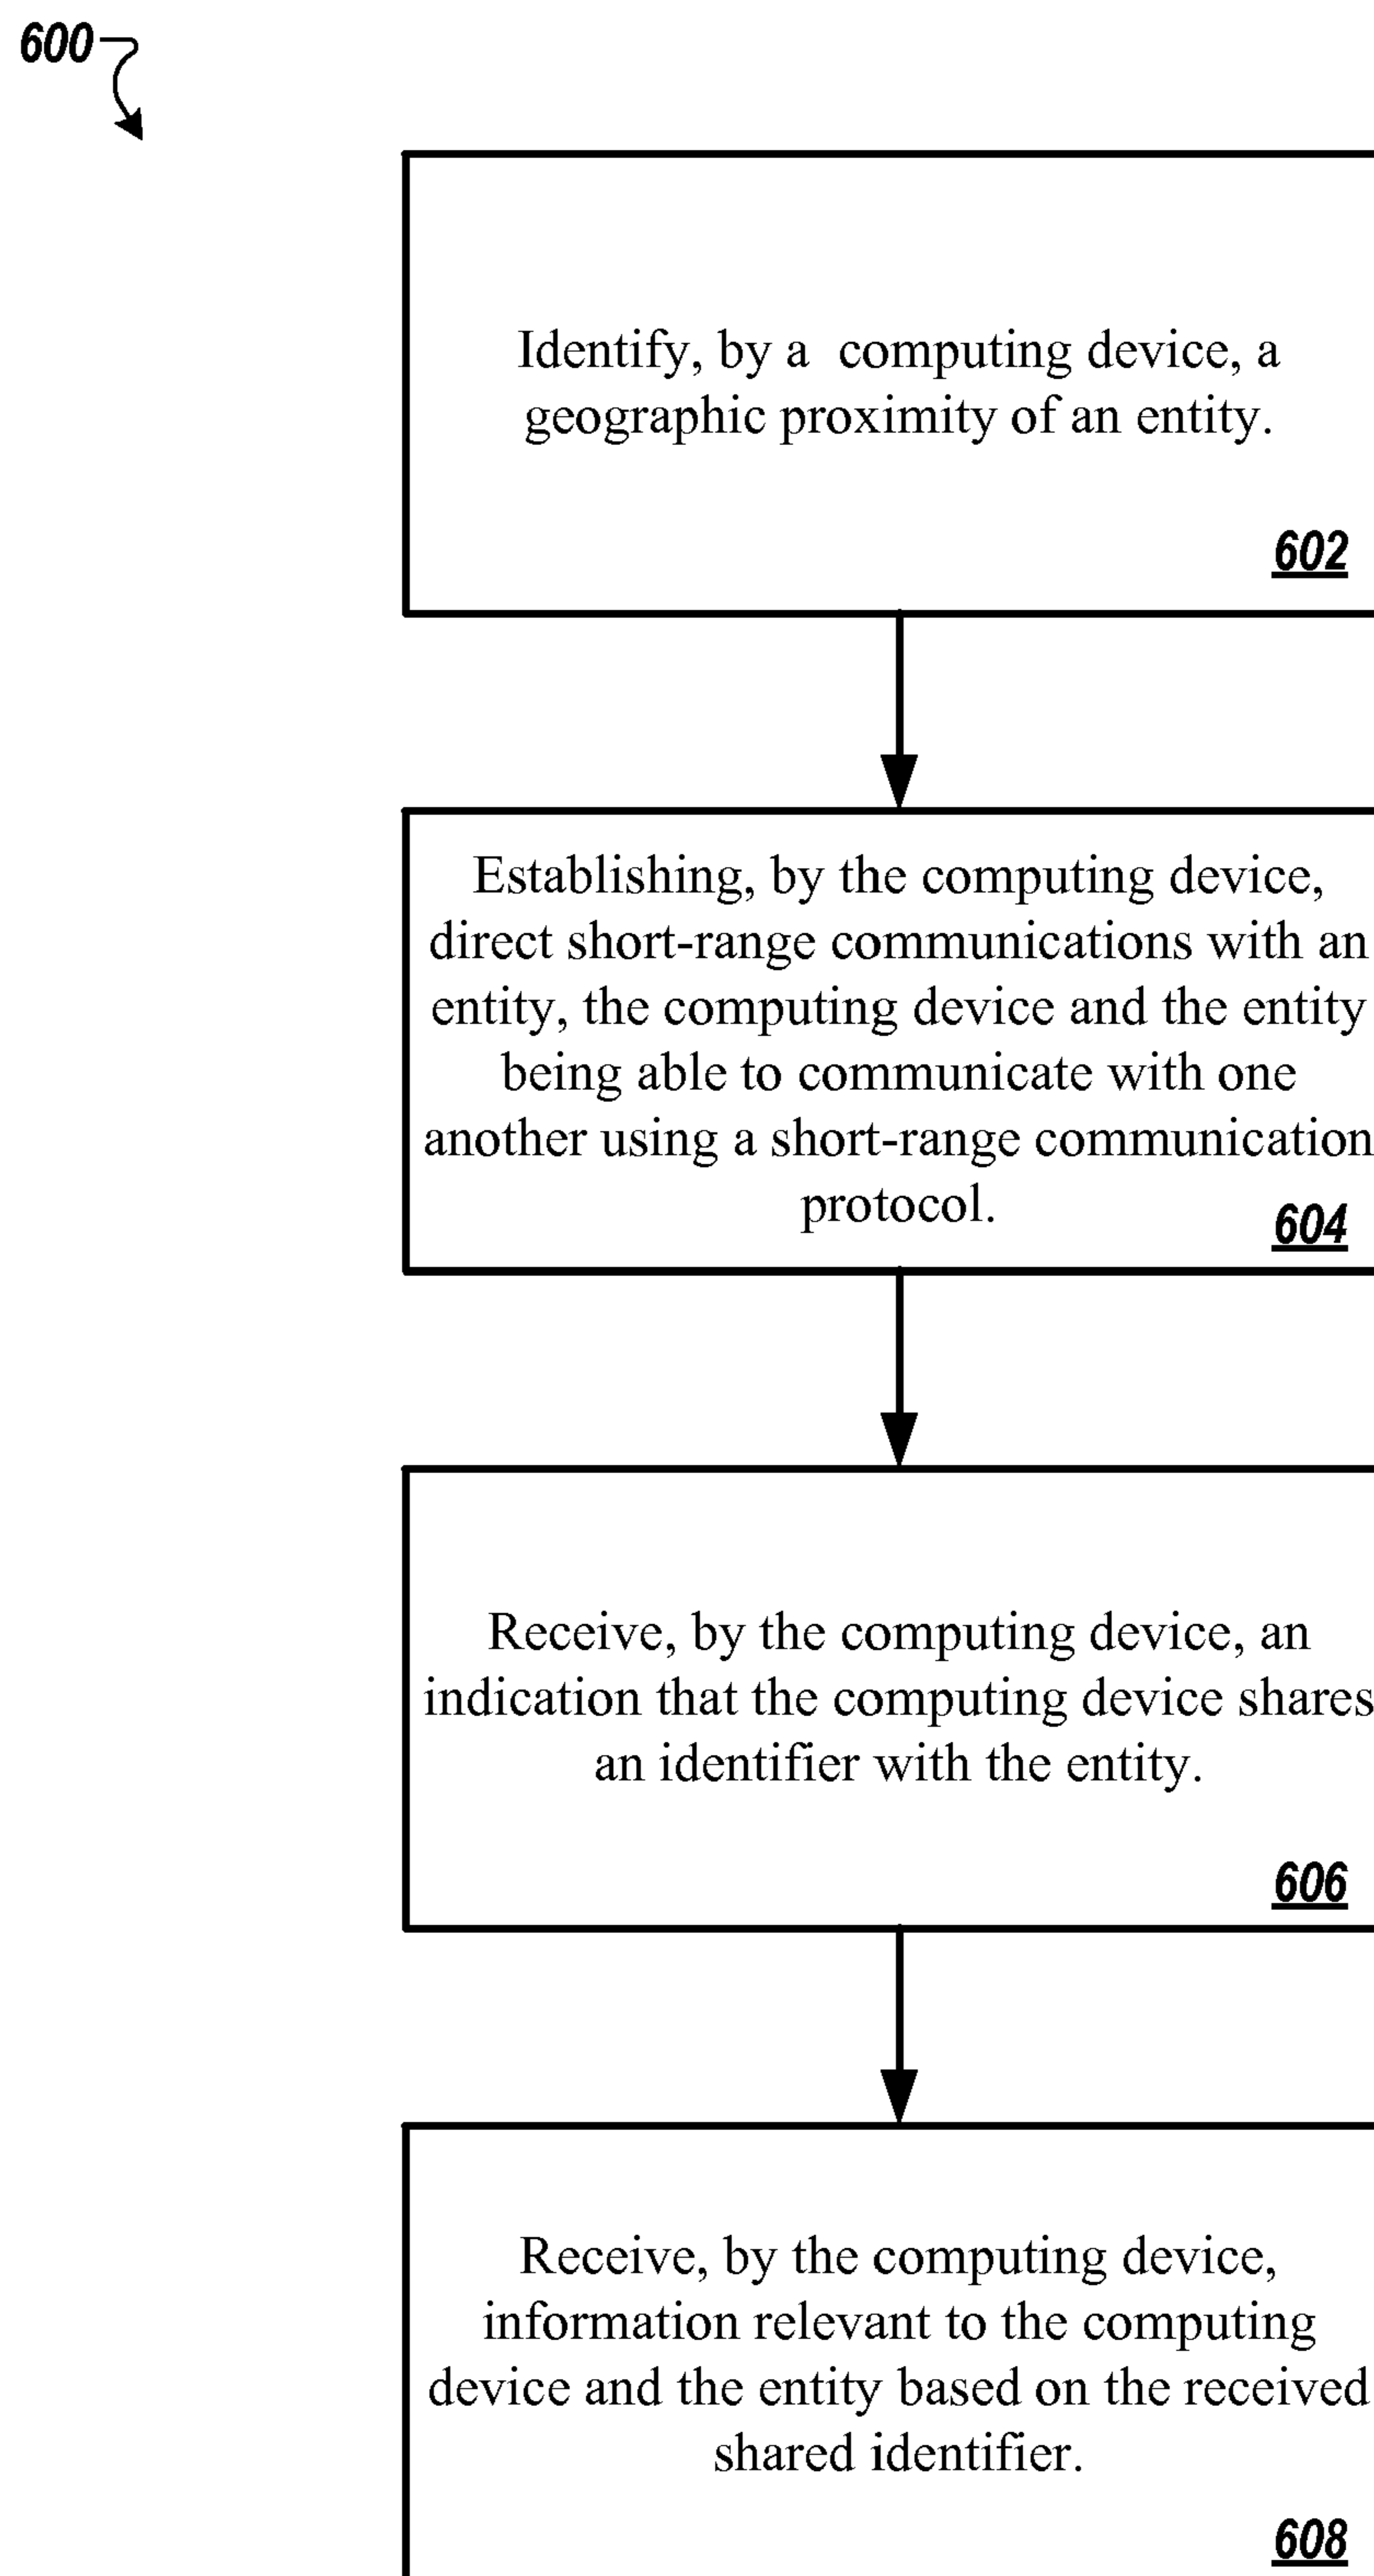 600
Identify, by a computing device, a
geographic proximity of an entity.
602
Establishing, by the computing device,
direct short-range communications with an
entity, the computing device and the entity
being able to communicate with one
another using a short-range communication
protocol.
604
Receive, by the computing device, an
indication that the computing device shares
an identifier with the entity.
606
Receive, by the computing device,
information relevant to the computing
device and the entity based on the received
shared identifier.
608